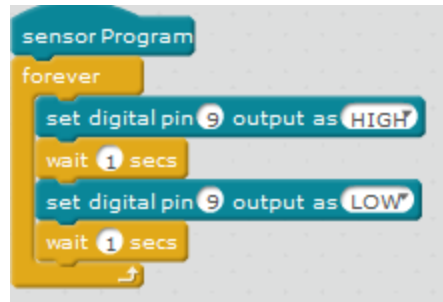 sensor Program
forever
set digital pin 9 output as HIGH
wait 1 secs
set digital pin 9 output as LOW
wait 1 secs